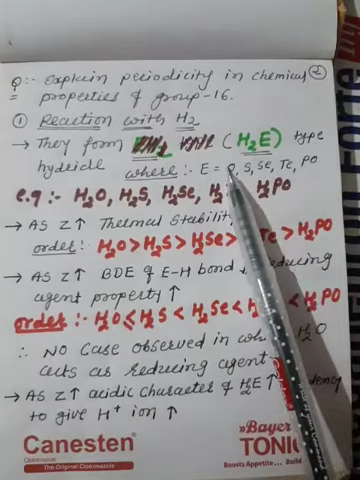 Q:- Explain periodicity in chemical ②
= properties of group-16.
① Reaction with H₂
→ They form (H₂E) type
hydride where:- E = O, S, Se, Te, PO
e.g:- H₂O, H₂S, H₂Se, H₂ H₂PO
→ AS Z↑ Thermal Stability
order:- H₂O > H₂S > H₂Se > Te > H₂PO
→ AS Z↑ BDE of E-H bond reducing
agent property ↑
order:- H₂O < H₂S < H₂Se < < H₂PO
∴ NO Case observed in H₂O
acts as reducing agent
→ AS Z↑ acidic character of H₂E↑
to give H⁺ ion ↑
Canesten
Clotrimazole
The Original Clotrimazole
»Bayer
TONIC
Boosts Appetite...